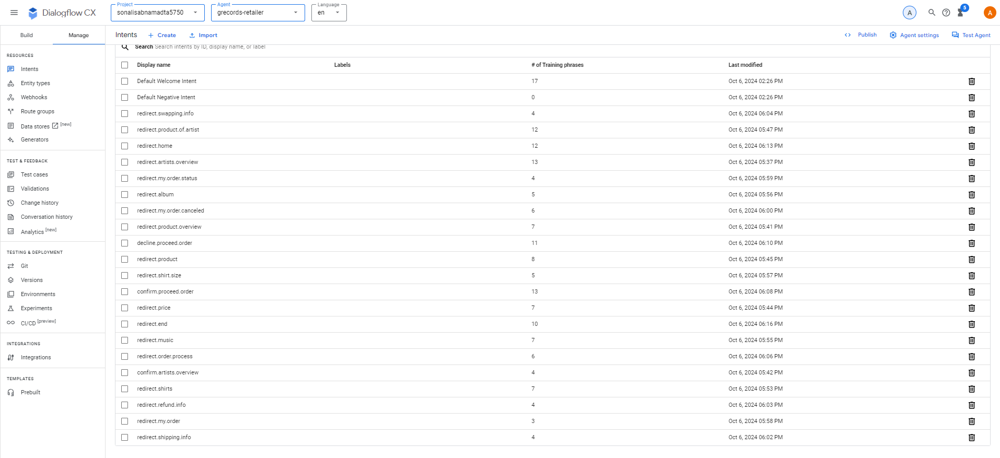 Dialogflow CX
Project
sonalisabnamadta5750
Agent
grecords-retailer
Language
en
A
5
A
Build
Manage
Intents
Create
Import
Publish
Agent settings
Test Agent
RESOURCES
Intents
Entity types
Webhooks
Route groups
Data stores [new]
Generators
TEST & FEEDBACK
Test cases
Validations
Change history
Conversation history
Analytics [new]
TESTING & DEPLOYMENT
Git
Versions
Environments
Experiments
CI/CD [preview]
INTEGRATIONS
Integrations
TEMPLATES
Prebuilt
Search Search intents by ID, display name, or label
Display name Labels # of Training phrases Last modified
Default Welcome Intent 17 Oct 6, 2024 02:26 PM
Default Negative Intent 0 Oct 6, 2024 02:26 PM
redirect.swapping.info 4 Oct 6, 2024 06:04 PM
redirect.product.of.artist 12 Oct 6, 2024 05:47 PM
redirect.home 12 Oct 6, 2024 06:13 PM
redirect.artists.overview 13 Oct 6, 2024 05:37 PM
redirect.my.order.status 4 Oct 6, 2024 05:59 PM
redirect.album 5 Oct 6, 2024 05:56 PM
redirect.my.order.canceled 6 Oct 6, 2024 06:00 PM
redirect.product.overview 7 Oct 6, 2024 05:41 PM
decline.proceed.order 11 Oct 6, 2024 06:10 PM
redirect.product 8 Oct 6, 2024 05:45 PM
redirect.shirt.size 5 Oct 6, 2024 05:57 PM
confirm.proceed.order 13 Oct 6, 2024 06:08 PM
redirect.price 7 Oct 6, 2024 05:44 PM
redirect.end 10 Oct 6, 2024 06:16 PM
redirect.music 7 Oct 6, 2024 05:55 PM
redirect.order.process 6 Oct 6, 2024 06:06 PM
confirm.artists.overview 4 Oct 6, 2024 05:42 PM
redirect.shirts 7 Oct 6, 2024 05:53 PM
redirect.refund.info 4 Oct 6, 2024 06:03 PM
redirect.my.order 3 Oct 6, 2024 05:58 PM
redirect.shipping.info 4 Oct 6, 2024 06:02 PM